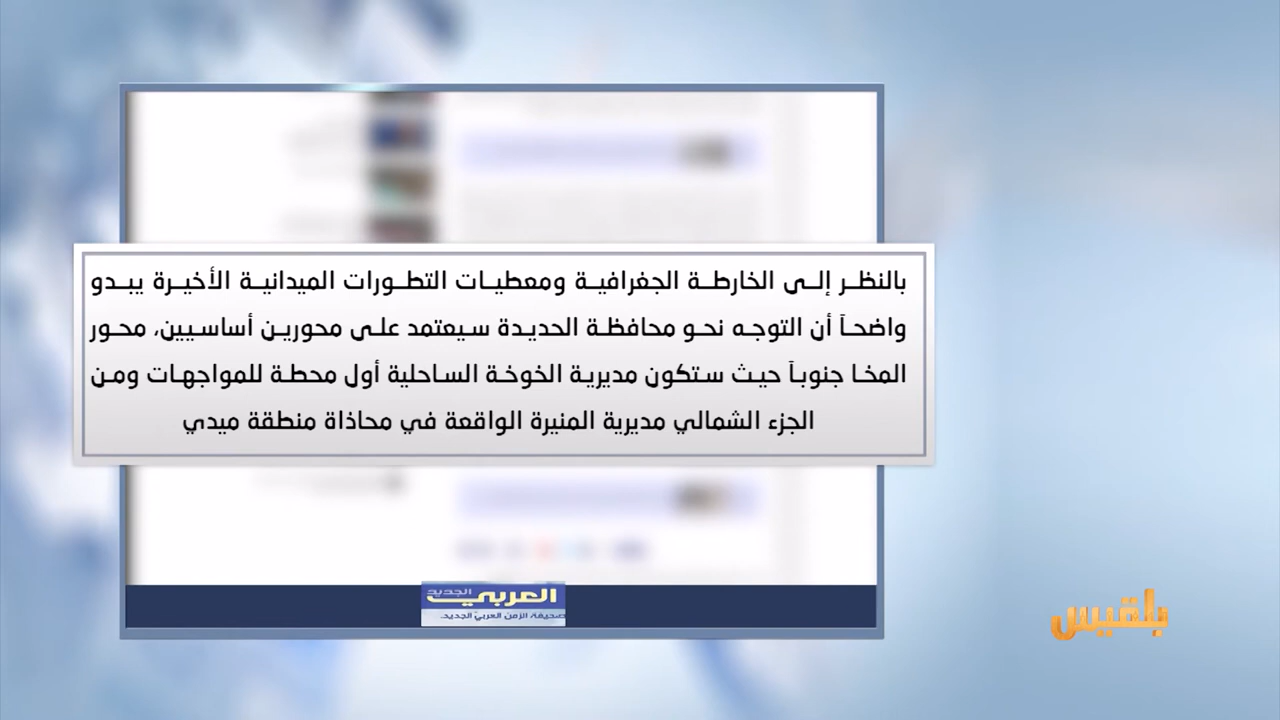 بالنظر إلى الخارطة الجغرافية ومعطيات التطورات الميدانية الأخيرة يبدو
واضحاً أن التوجه نحو محافظة الحديدة سيعتمد على محورين أساسيين، محور
المخا جنوباً حيث ستكون مديرية الخوخة الساحلية أول محطة للمواجهات ومن
الجزء الشمالي مديرية المنيرة الواقعة في محاذاة منطقة ميدي
العربي الجديد
صحيفة الزمن العربي الجديد.
بلقيس